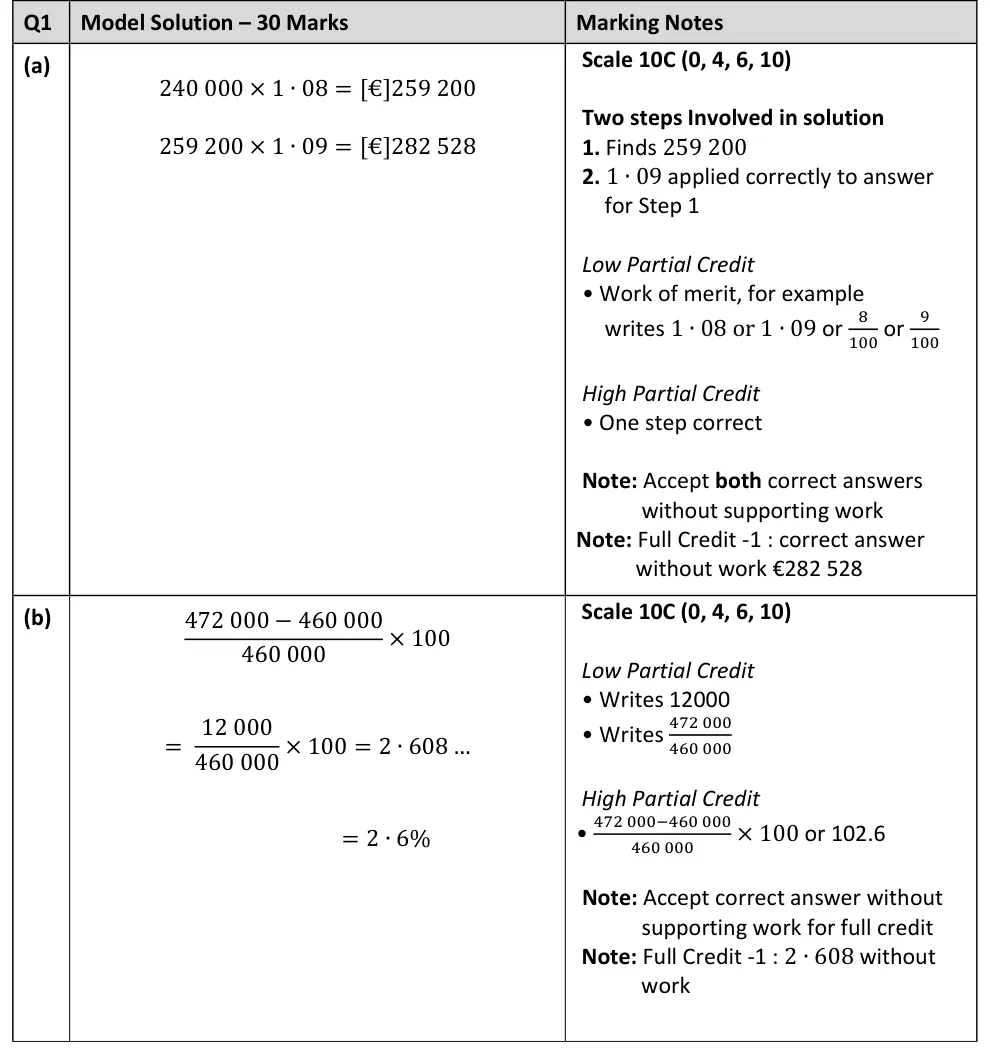 Q1 Model Solution – 30 Marks Marking Notes
(a)
240 000 × 1 · 08 = [€]259 200
259 200 × 1 · 09 = [€]282 528
Scale 10C (0, 4, 6, 10)
Two steps Involved in solution
1. Finds 259 200
2. 1 · 09 applied correctly to answer
for Step 1
Low Partial Credit
• Work of merit, for example
writes 1 · 08 or 1 · 09 or 8/100 or 9/100
High Partial Credit
• One step correct
Note: Accept both correct answers
without supporting work
Note: Full Credit -1 : correct answer
without work €282 528
(b)
472 000 − 460 000
460 000
× 100
= 12 000/460 000 × 100 = 2 · 608 …
= 2 · 6%
Scale 10C (0, 4, 6, 10)
Low Partial Credit
• Writes 12000
• Writes 472 000/460 000
High Partial Credit
• 472 000−460 000/460 000 × 100 or 102.6
Note: Accept correct answer without
supporting work for full credit
Note: Full Credit -1 : 2 · 608 without
work